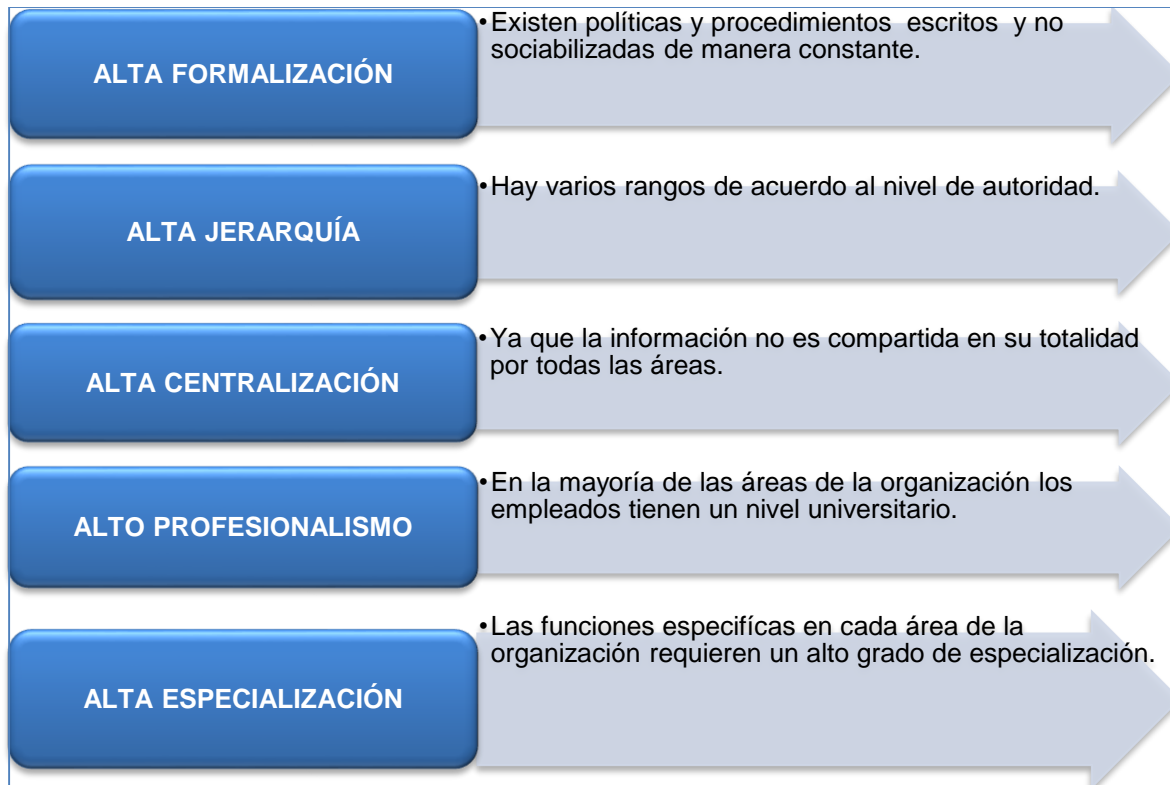 ALTA FORMALIZACIÓN
•Existen políticas y procedimientos  escritos  y no
sociabilizadas de manera constante.
ALTA JERARQUÍA
•Hay varios rangos de acuerdo al nivel de autoridad.
ALTA CENTRALIZACIÓN
•Ya que la información no es compartida en su totalidad
por todas las áreas.
ALTO PROFESIONALISMO
•En la mayoría de las áreas de la organización los
empleados tienen un nivel universitario.
ALTA ESPECIALIZACIÓN
•Las funciones especifícas en cada área de la
organización requieren un alto grado de especialización.